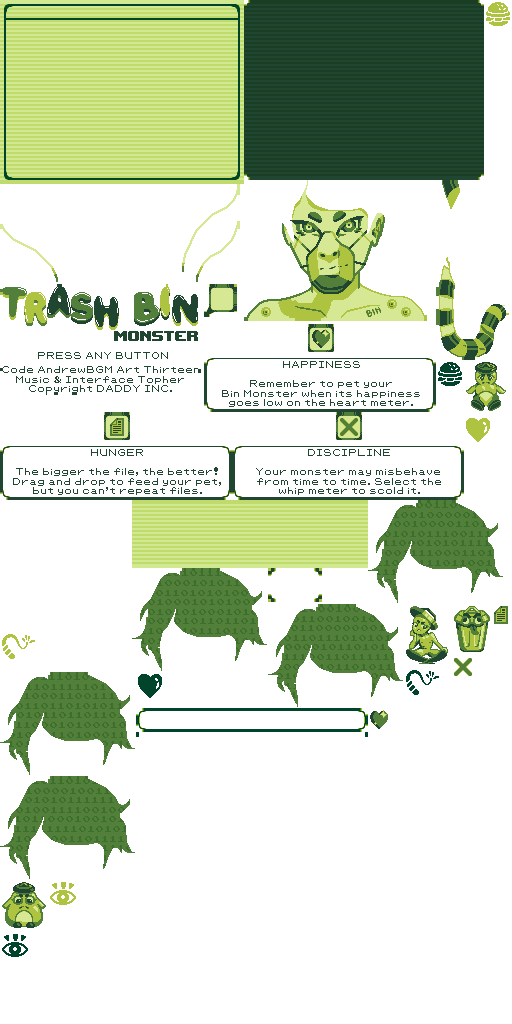 TRASH BIN
MONSTER
BIN
PRESS ANY BUTTON
Code AndrewBGM Art Thirteen
Music & Interface Topher
Copyright DADDY INC.
HAPPINESS
Remember to pet your
Bin Monster when its happiness
goes low on the heart meter.
HUNGER
The bigger the file, the better!
Drag and drop to feed your pet,
but you can't repeat files.
DISCIPLINE
Your monster may misbehave
from time to time. Select the
whip meter to scold it.